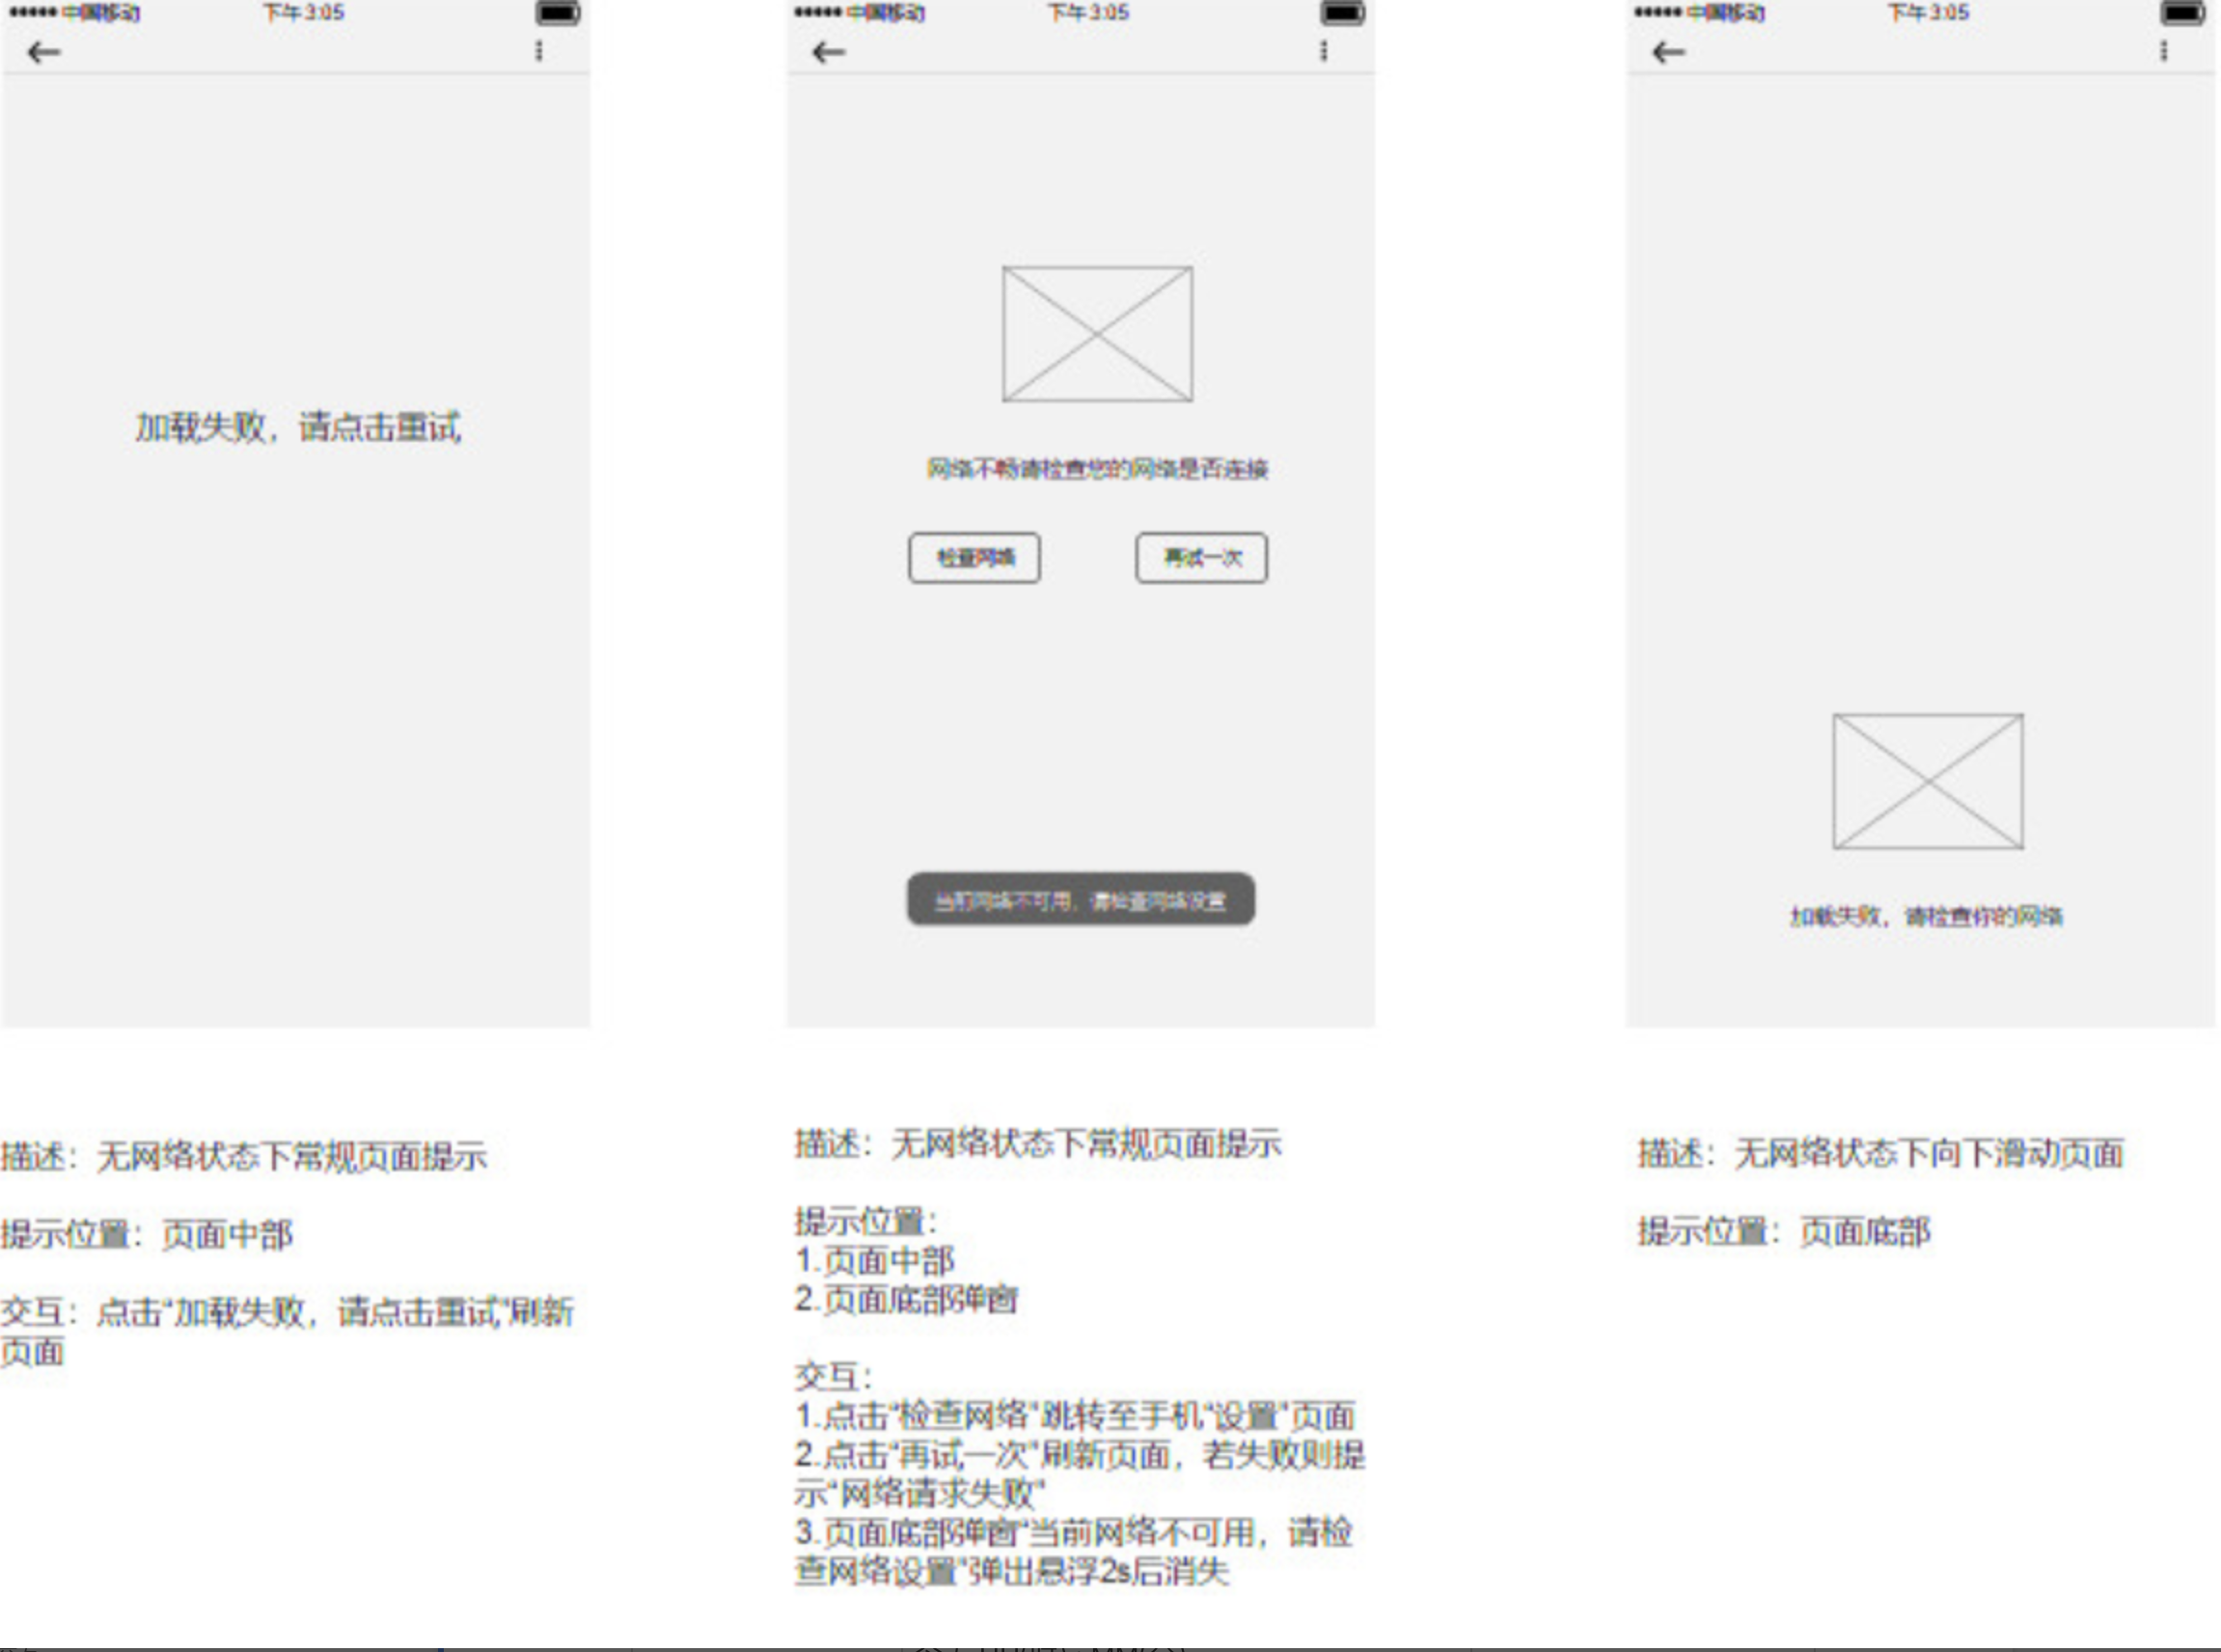 中国移动 下午3:05
加载失败，请点击重试
描述：无网络状态下常规页面提示
提示位置：页面中部
交互：点击“加载失败，请点击重试”刷新
页面
中国移动 下午3:05
网络不畅请检查您的网络是否连接
检查网络 再试一次
当前网络不可用，请检查网络设置
描述：无网络状态下常规页面提示
提示位置：
1.页面中部
2.页面底部弹窗
交互：
1.点击“检查网络”跳转至手机“设置”页面
2.点击“再试一次”刷新页面，若失败则提
示“网络请求失败”
3.页面底部弹窗“当前网络不可用，请检
查网络设置”弹出悬浮2s后消失
中国移动 下午3:05
加载失败，请检查你的网络
描述：无网络状态下向下滑动页面
提示位置：页面底部